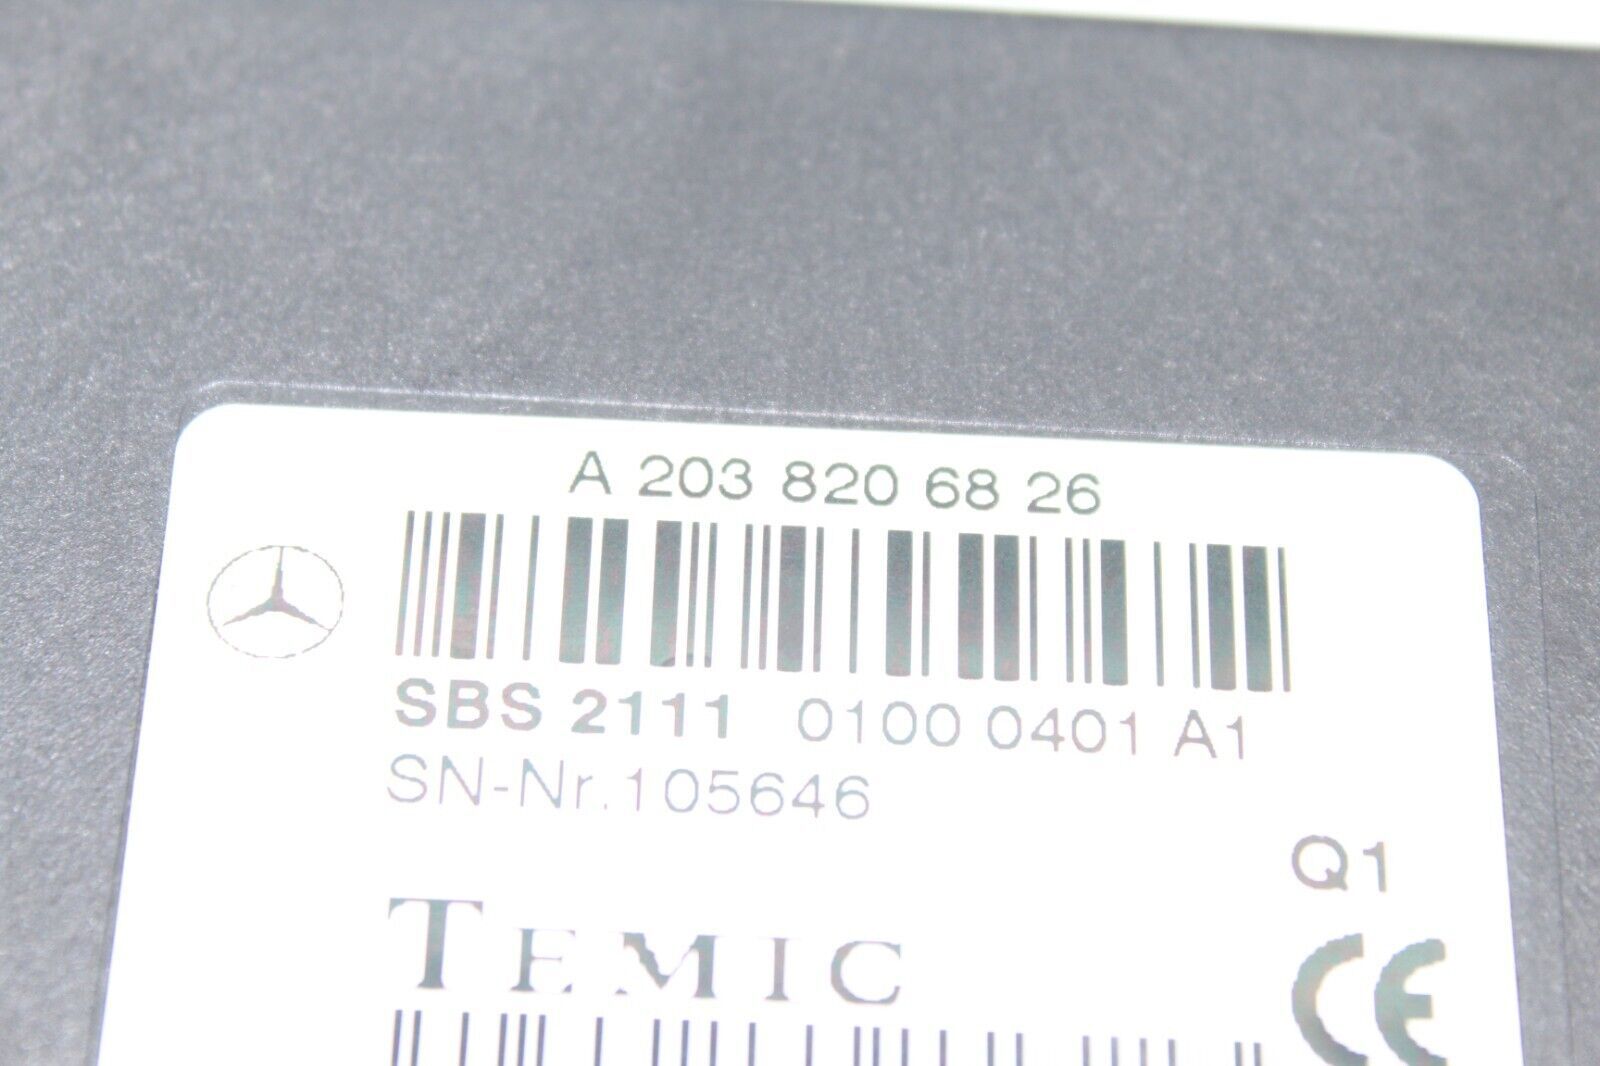 A 203 820 68 26
SBS 2111 0100 0401 A1
SN-Nr.105646
Q1
TEMIC
CE